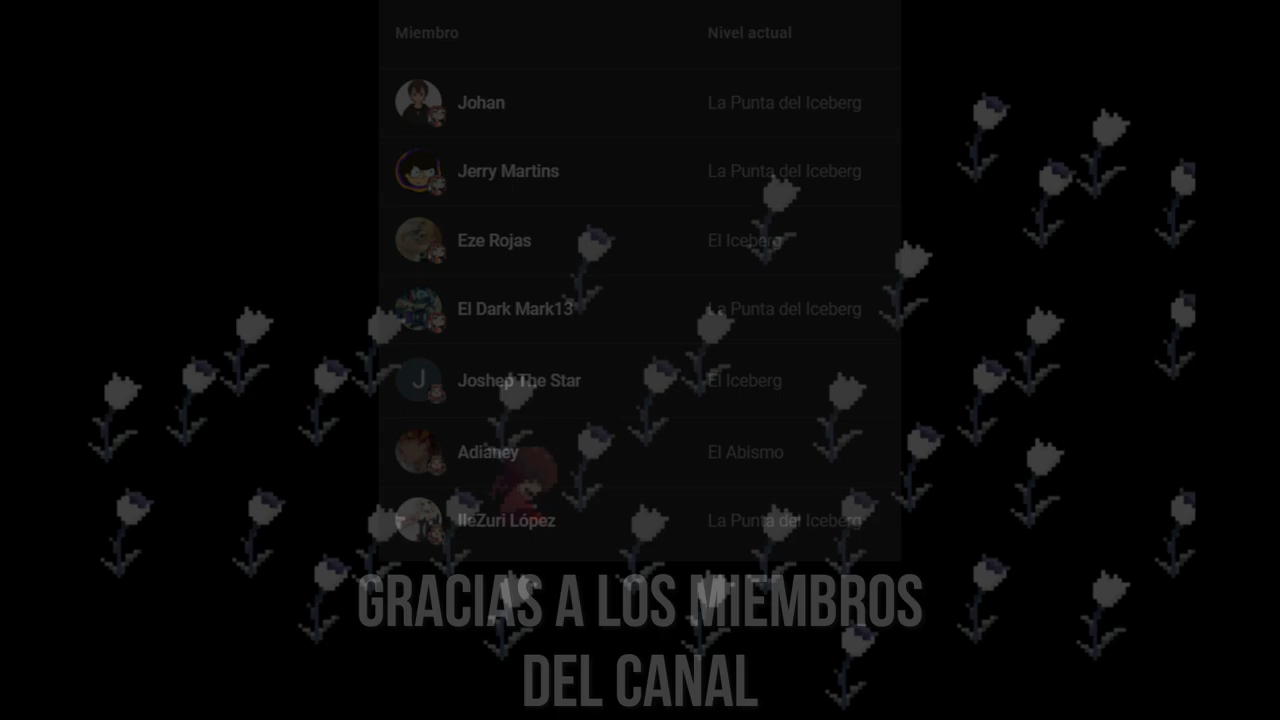 Miembro Nivel actual
Johan La Punta del Iceberg
Jerry Martins La Punta del Iceberg
Eze Rojas El Iceberg
El Dark Mark13 La Punta del Iceberg
J Joshep The Star El Iceberg
Adianey El Abismo
IleZuri López La Punta del Iceberg
GRACIAS A LOS MIEMBROS
DEL CANAL